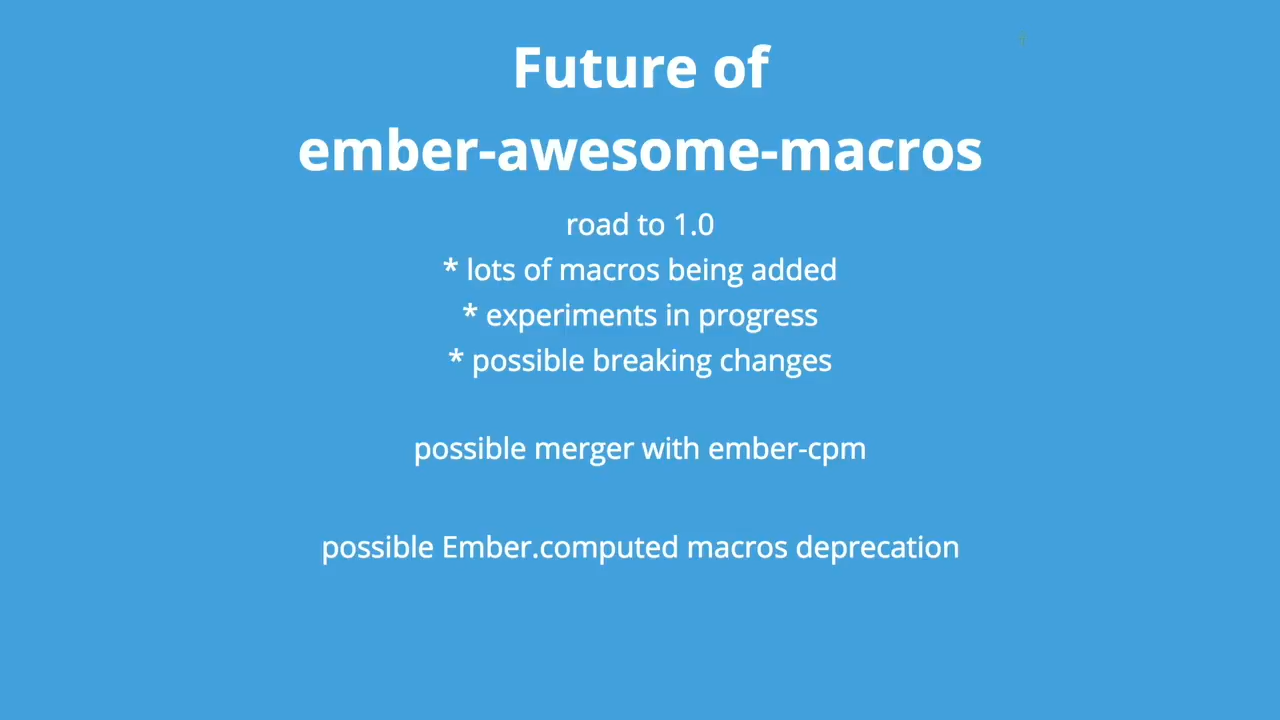 Future of
ember-awesome-macros
road to 1.0
* lots of macros being added
* experiments in progress
* possible breaking changes
possible merger with ember-cpm
possible Ember.computed macros deprecation